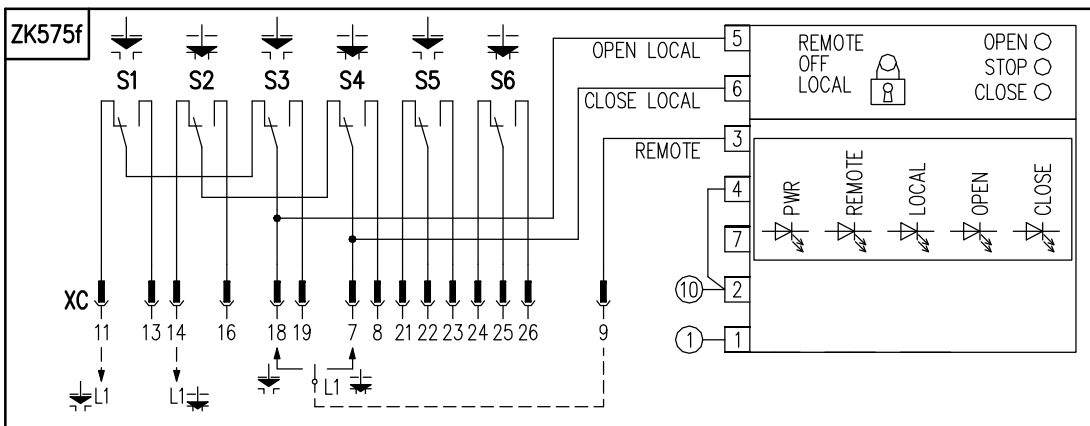 ZK575f
S1 S2 S3 S4 S5 S6
OPEN LOCAL 5
CLOSE LOCAL 6
REMOTE 3
4
7
10 2
1 1
REMOTE
OFF
LOCAL
OPEN
STOP
CLOSE
PWR
REMOTE
LOCAL
OPEN
CLOSE
XC
11 13 14 16 18 19 7 8 21 22 23 24 25 26 9
L1 L1 L1